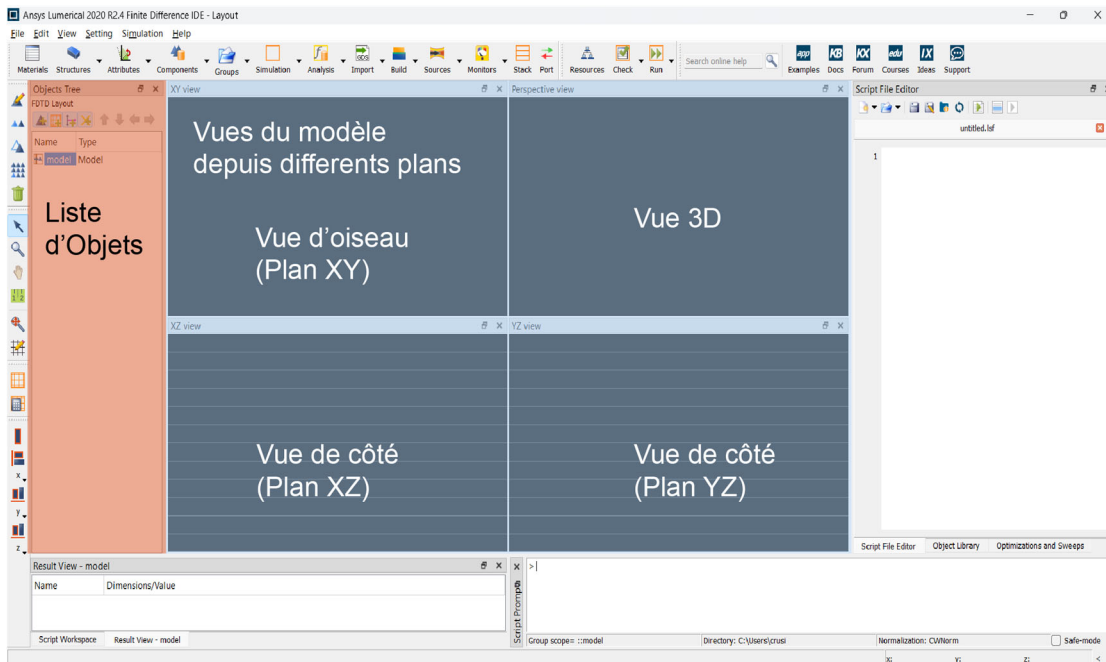 Ansys Lumerical 2020 R2.4 Finite Difference IDE - Layout
File Edit View Setting Simulation Help
Materials Structures Attributes Components Groups Simulation Analysis Import Build Sources Monitors Stack Port Resources Check Run Search online help Examples Docs Forum Courses Ideas Support
app KB KX edu IX
GDS
Objects Tree
FDTD Layout
Name Type
model Model
Liste
d'Objets
XY view
Vues du modèle
depuis differents plans
Vue d'oiseau
(Plan XY)
Perspective view
Vue 3D
XZ view
Vue de côté
(Plan XZ)
YZ view
Vue de côté
(Plan YZ)
Script File Editor
untitled.lsf
1
Script File Editor Object Library Optimizations and Sweeps
x
y
z
Result View - model
Name Dimensions/Value
Script Workspace Result View - model
Script Prompt
>
Group scope= ::model Directory: C:\Users\crusi Normalization: CWNorm Safe-mode
x: y: z: